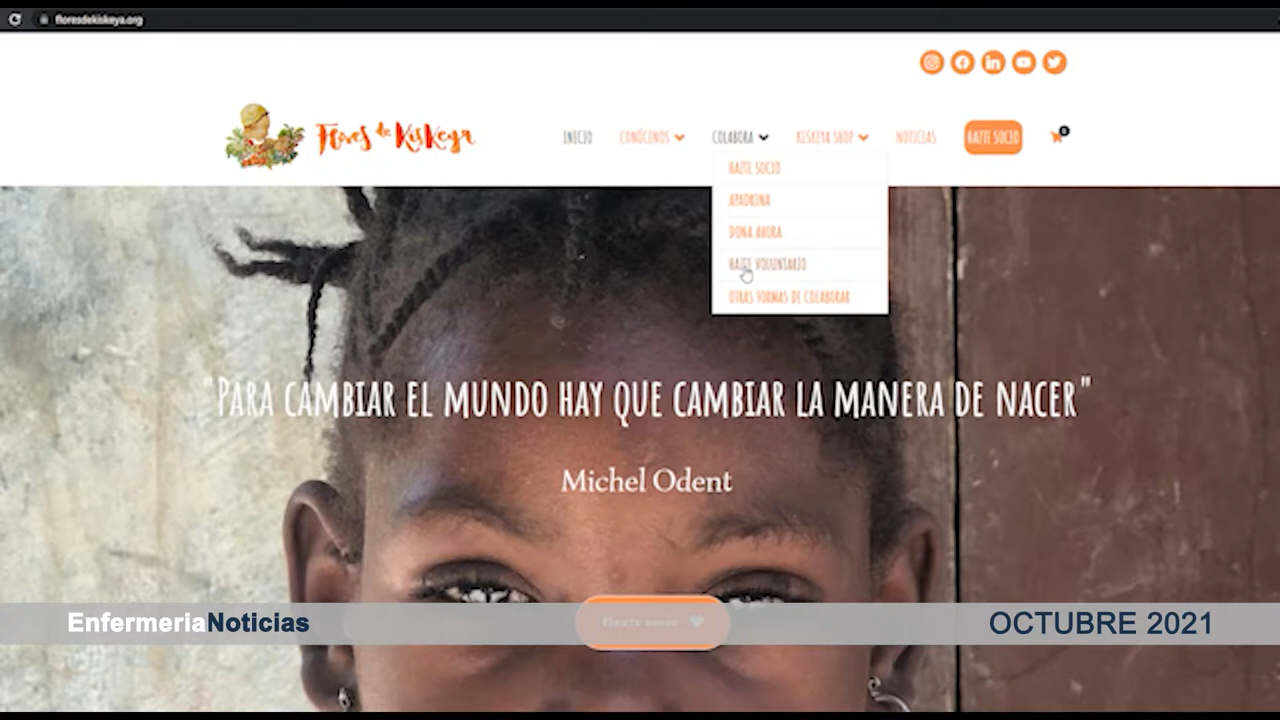 floresdekiskeya.org
Flores de Kiskeya
INICIO
CONÓCENOS
COLABORA
KISKEYA SHOP
NOTICIAS
HAZTE SOCIO
0
HAZTE SOCIO
APADRINA
DONA AHORA
HAZTE VOLUNTARIO
OTRAS FORMAS DE COLABORAR
"PARA CAMBIAR EL MUNDO HAY QUE CAMBIAR LA MANERA DE NACER"
Michel Odent
Hazte socio
EnfermeriaNoticias
OCTUBRE 2021